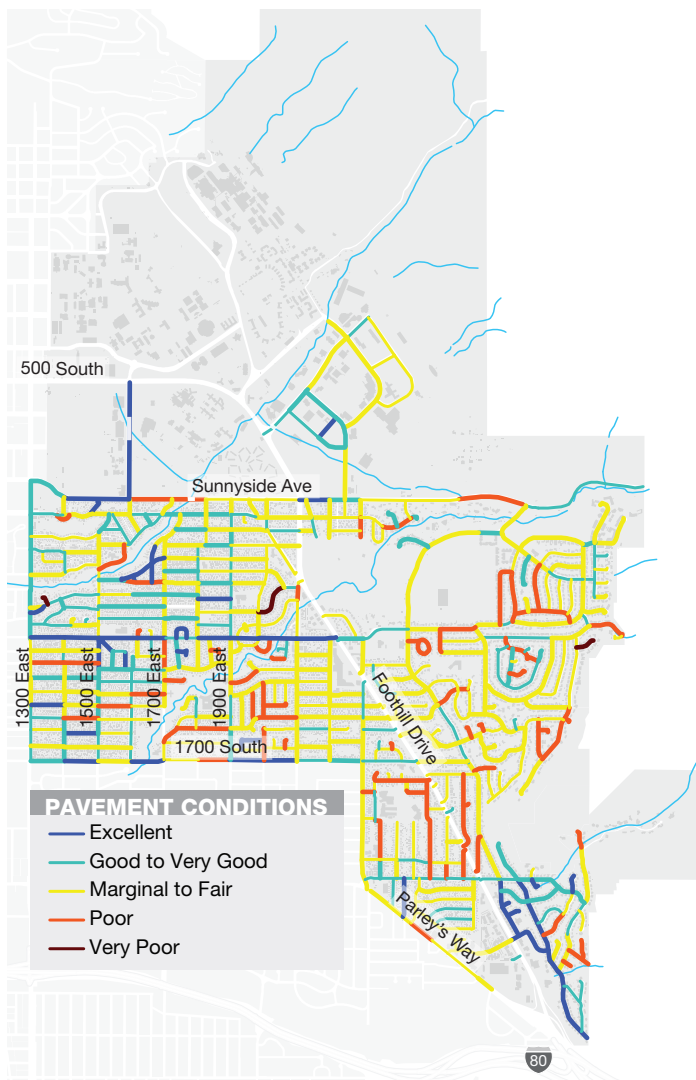 500 South
Sunnyside Ave
1300 East
1500 East
1700 East
1900 East
Foothill Drive
1700 South
PAVEMENT CONDITIONS
Excellent
Good to Very Good
Marginal to Fair
Poor
Very Poor
Parley's Way
80